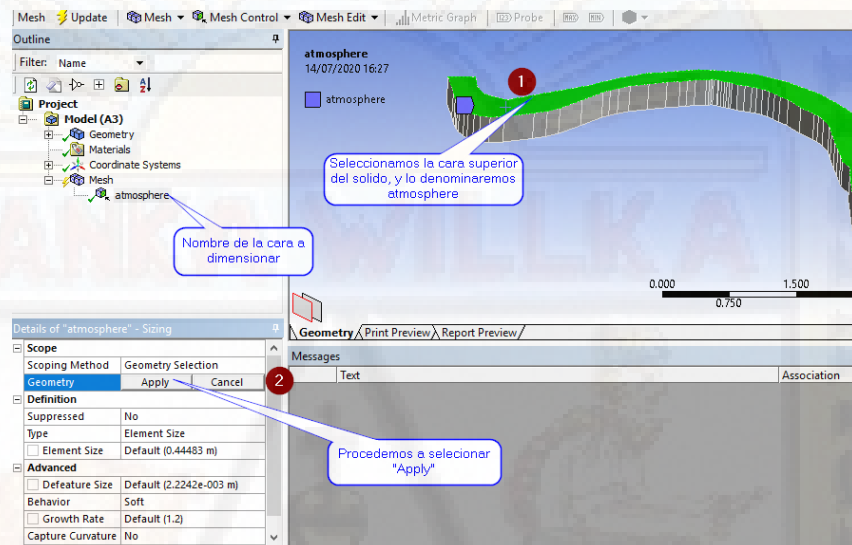 Mesh Update Mesh Mesh Control Mesh Edit Metric Graph Probe MAX MIN
Outline
Filter: Name
Project
Model (A3)
Geometry
Materials
Coordinate Systems
Mesh
atmosphere
Nombre de la cara a
dimensionar
atmosphere
14/07/2020 16:27
atmosphere
1
Seleccionamos la cara superior
del solido, y lo denominaremos
atmosphere
0.000 1.500
0.750
Geometry Print Preview Report Preview
Details of "atmosphere" - Sizing
Scope
Scoping Method Geometry Selection
Geometry Apply Cancel
2
Definition
Suppressed No
Type Element Size
Element Size Default (0.44483 m)
Advanced
Defeature Size Default (2.2242e-003 m)
Behavior Soft
Growth Rate Default (1.2)
Capture Curvature No
Messages
Text Association
Procedemos a selecionar
"Apply"
WILLKA